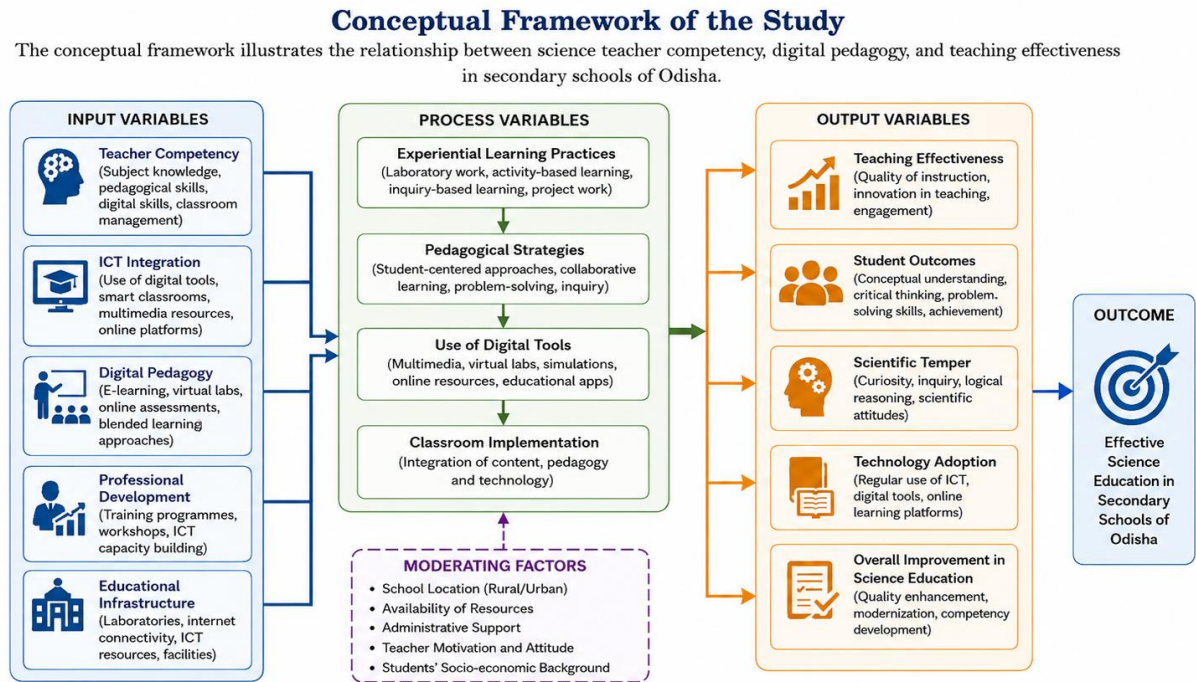 Conceptual Framework of the Study
The conceptual framework illustrates the relationship between science teacher competency, digital pedagogy, and teaching effectiveness
in secondary schools of Odisha.
INPUT VARIABLES
Teacher Competency
(Subject knowledge,
pedagogical skills,
digital skills, classroom
management)
ICT Integration
(Use of digital tools,
smart classrooms,
multimedia resources,
online platforms)
Digital Pedagogy
(E-learning, virtual labs,
online assessments,
blended learning
approaches)
Professional
Development
(Training programmes,
workshops, ICT
capacity building)
Educational
Infrastructure
(Laboratories, internet
connectivity, ICT
resources, facilities)
PROCESS VARIABLES
Experiential Learning Practices
(Laboratory work, activity-based learning,
inquiry-based learning, project work)
Pedagogical Strategies
(Student-centered approaches, collaborative
learning, problem-solving, inquiry)
Use of Digital Tools
(Multimedia, virtual labs, simulations,
online resources, educational apps)
Classroom Implementation
(Integration of content, pedagogy
and technology)
MODERATING FACTORS
• School Location (Rural/Urban)
• Availability of Resources
• Administrative Support
• Teacher Motivation and Attitude
• Students' Socio-economic Background
OUTPUT VARIABLES
Teaching Effectiveness
(Quality of instruction,
innovation in teaching,
engagement)
Student Outcomes
(Conceptual understanding,
critical thinking, problem-
solving skills, achievement)
Scientific Temper
(Curiosity, inquiry, logical
reasoning, scientific
attitudes)
Technology Adoption
(Regular use of ICT,
digital tools, online
learning platforms)
Overall Improvement in
Science Education
(Quality enhancement,
modernization, competency
development)
OUTCOME
Effective
Science
Education in
Secondary
Schools of
Odisha